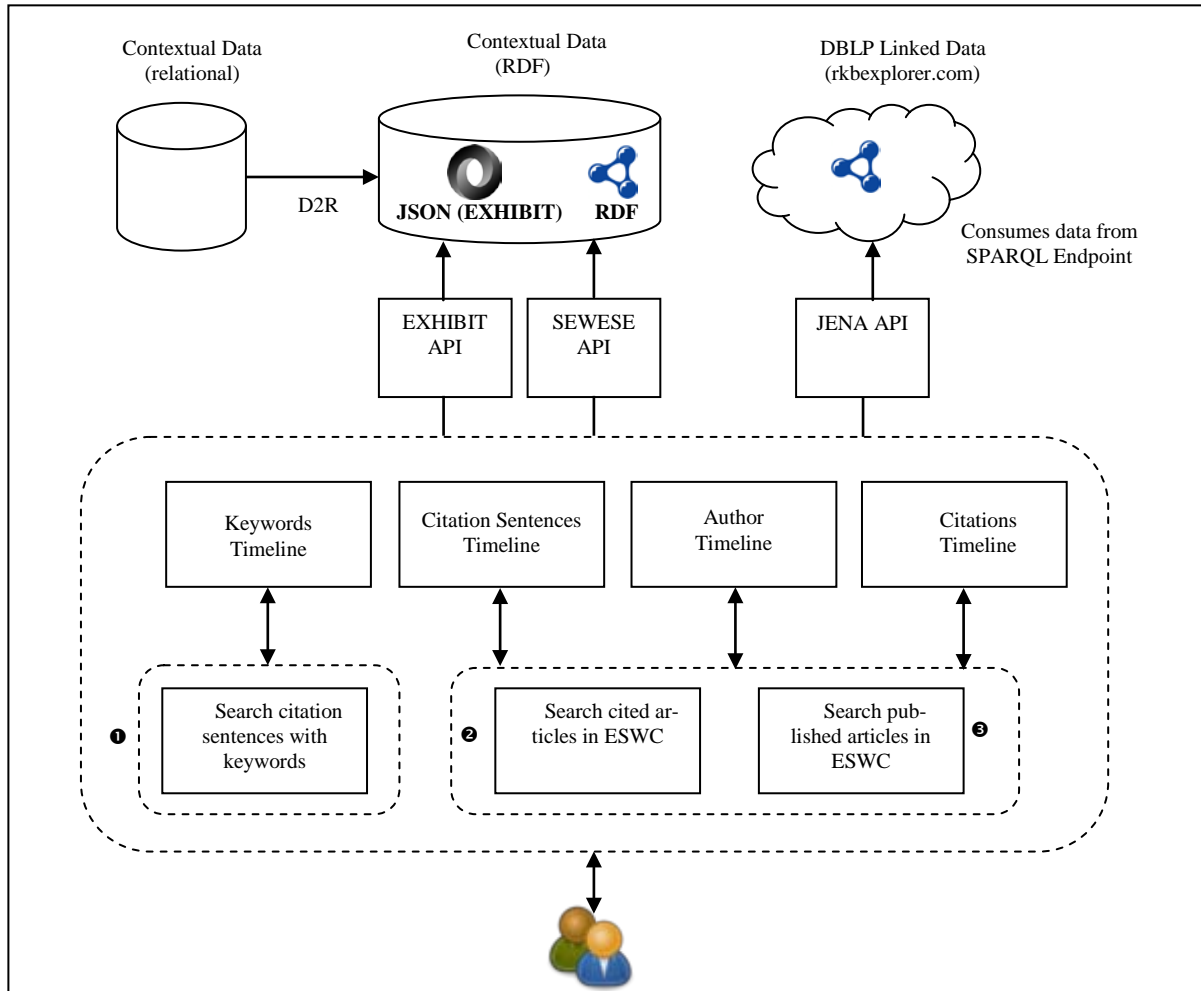 Contextual Data
(relational)
Contextual Data
(RDF)
DBLP Linked Data
(rkbexplorer.com)
D2R
JSON (EXHIBIT)
RDF
Consumes data from
SPARQL Endpoint
EXHIBIT
API
SEWESE
API
JENA API
Keywords
Timeline
Citation Sentences
Timeline
Author
Timeline
Citations
Timeline
❶
Search citation
sentences with
keywords
❷
Search cited ar-
ticles in ESWC
Search pub-
lished articles in
ESWC
❸